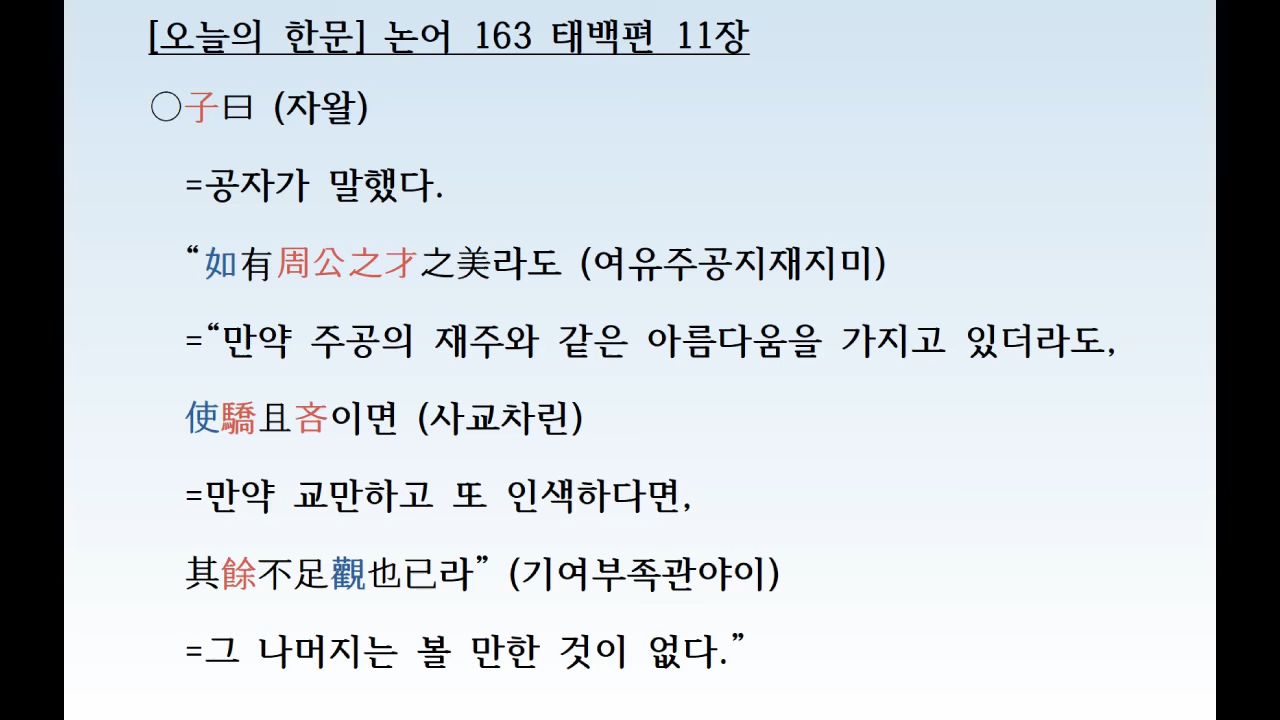 [오늘의 한문] 논어 163 태백편 11장
○子曰 (자왈)
=공자가 말했다.
“如有周公之才之美라도 (여유주공지재지미)
=“만약 주공의 재주와 같은 아름다움을 가지고 있더라도,
使驕且吝이면 (사교차린)
=만약 교만하고 또 인색하다면,
其餘不足觀也已라” (기여부족관야이)
=그 나머지는 볼 만한 것이 없다.”